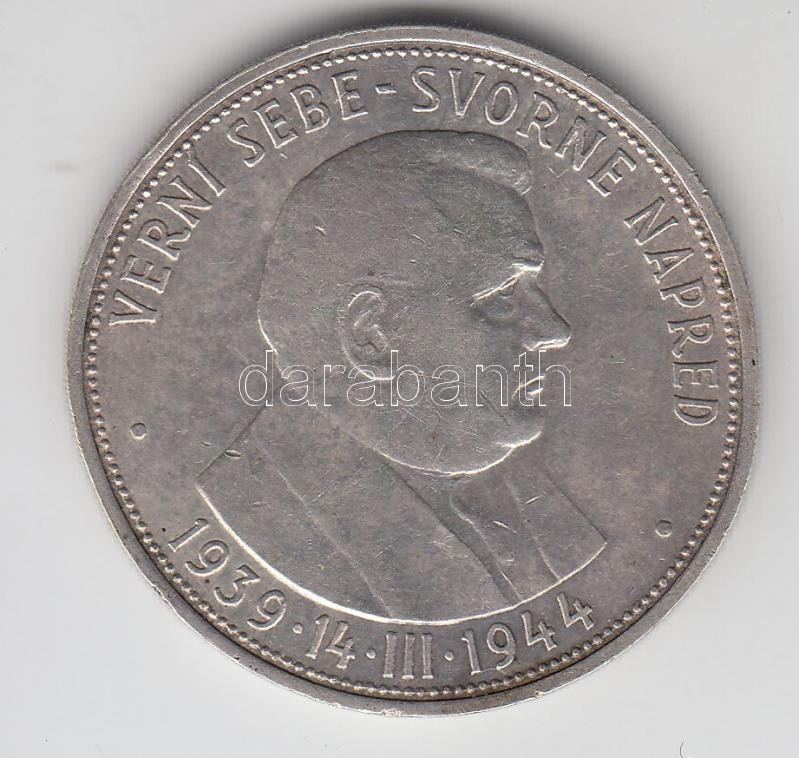 VERNÍ SEBE - SVORNE NAPRED
1939 · 14 · III · 1944
darabanth